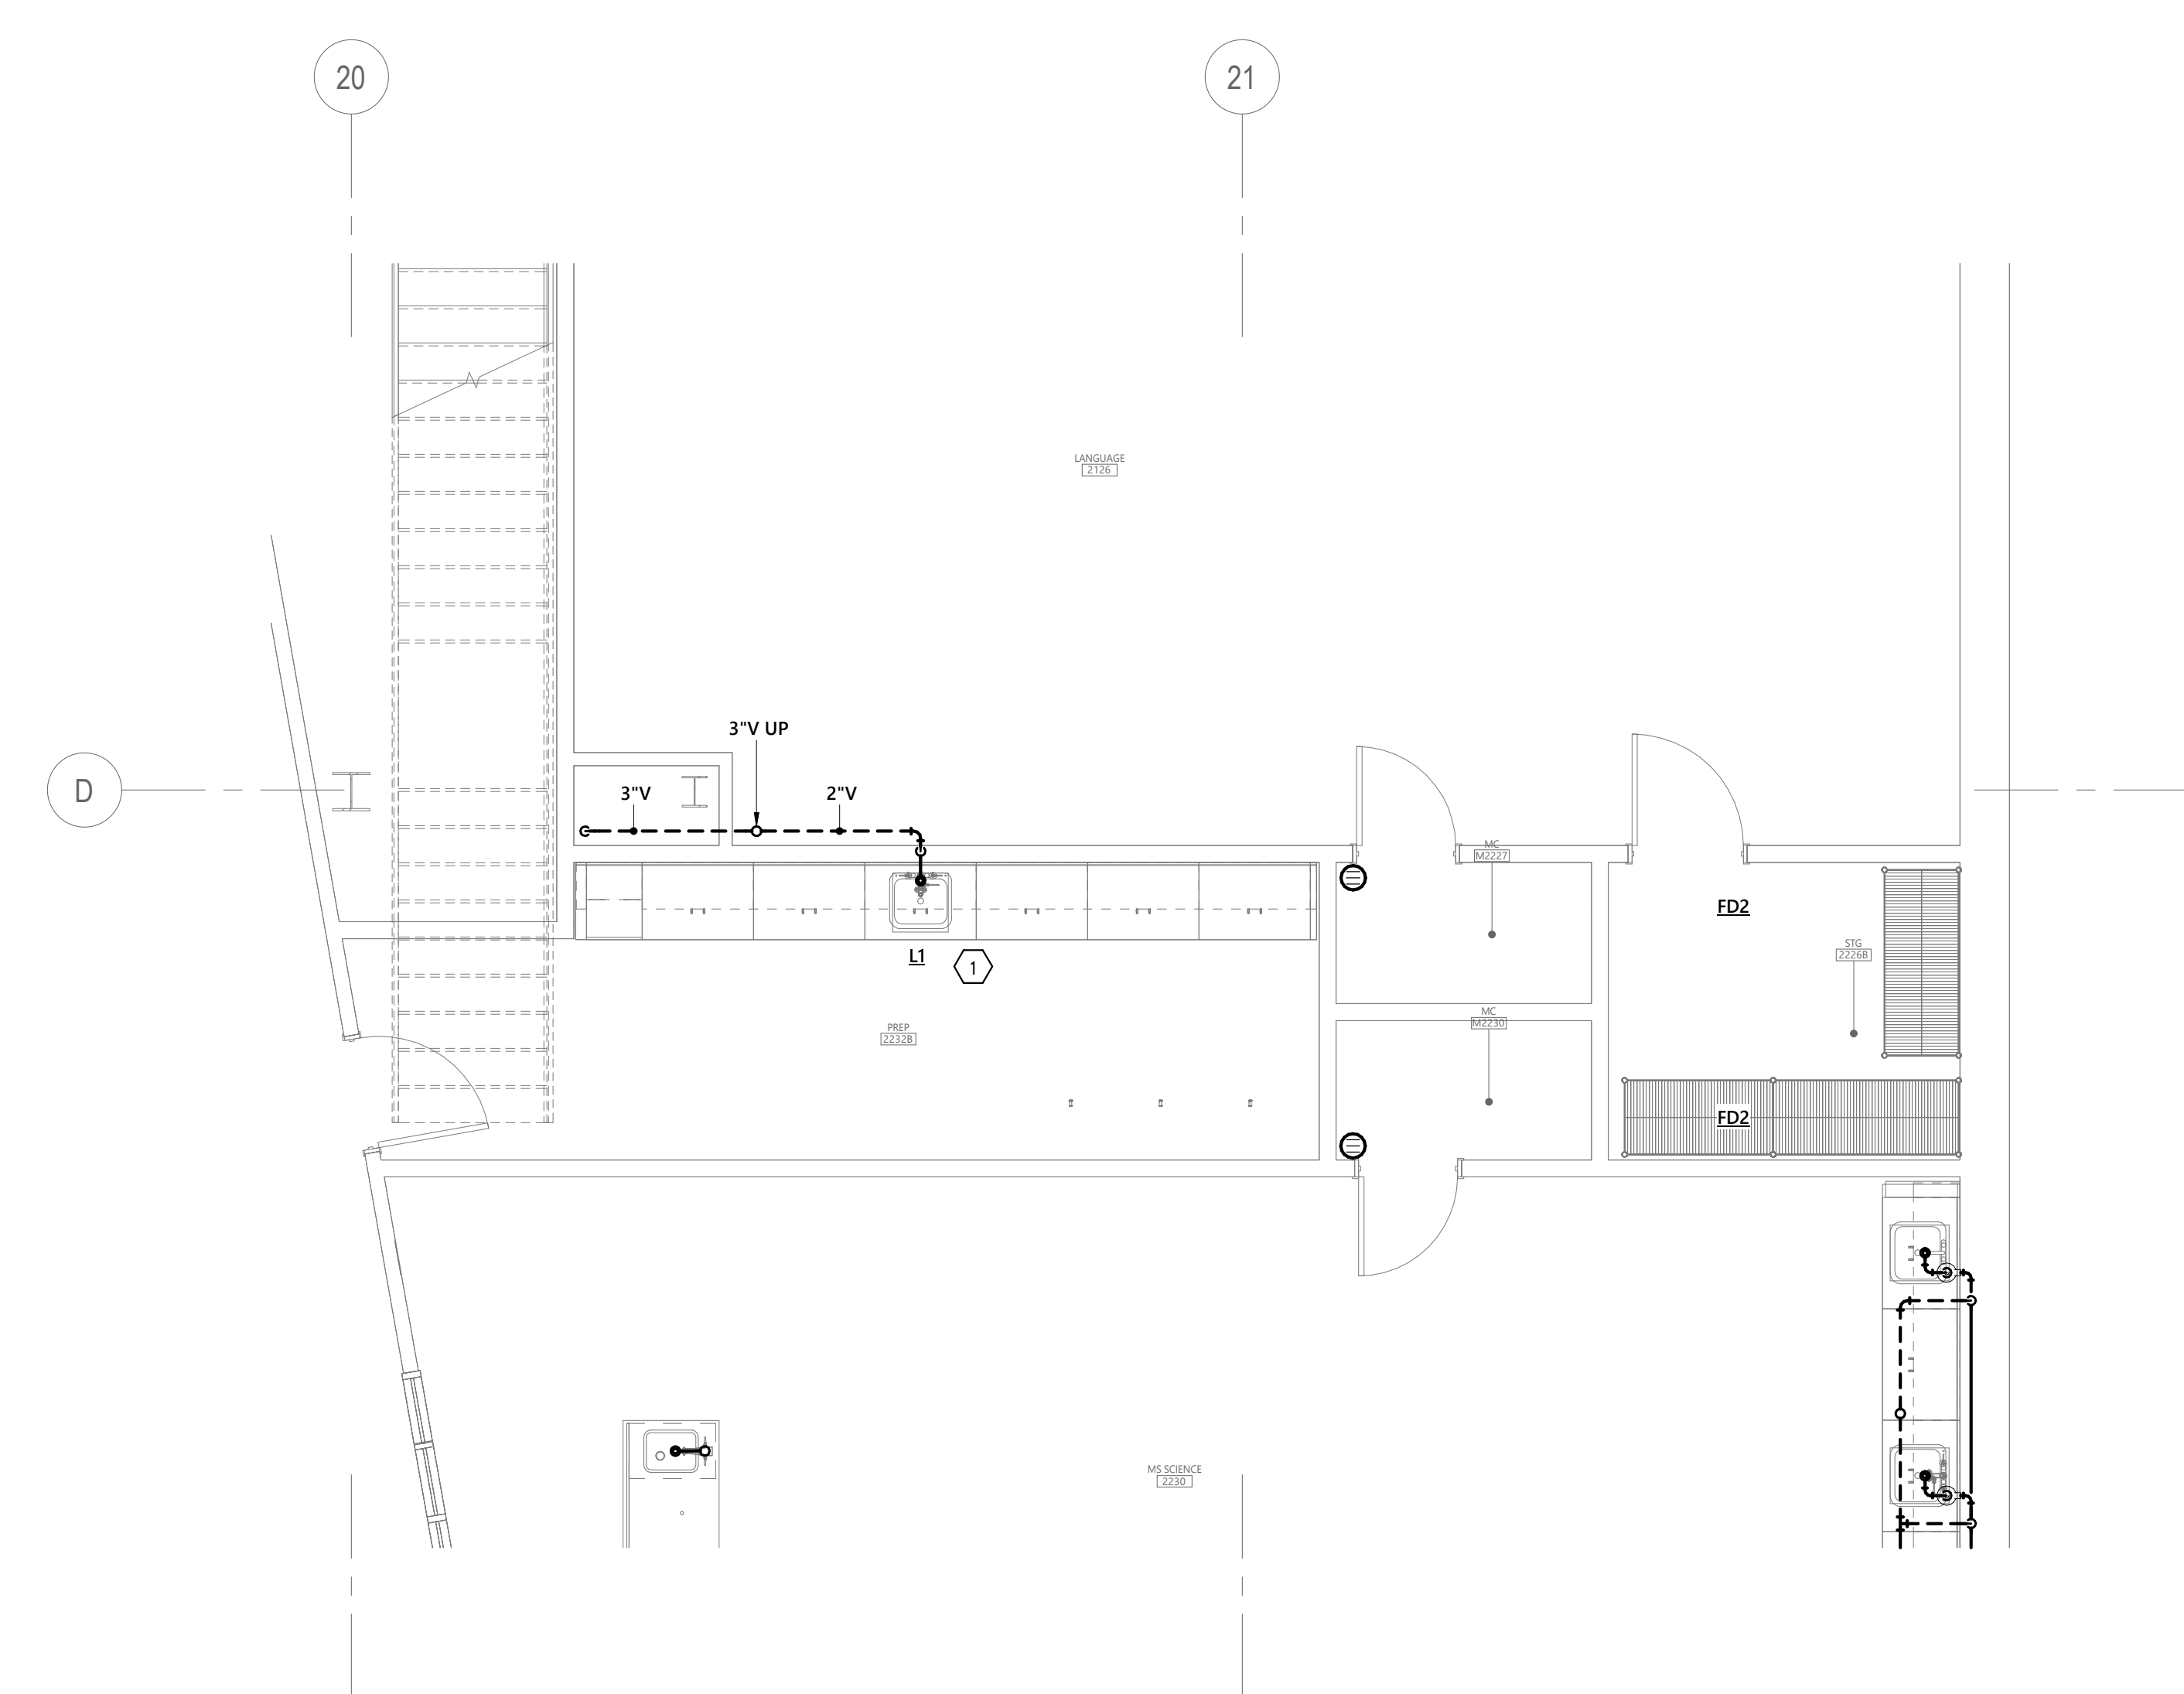 20
21
LANGUAGE
2126
3"V UP
D
3"V
2"V
MC
M2227
FD2
STG
2226B
L1
1
MC
M2230
PREP
2232B
FD2
MS SCIENCE
2230